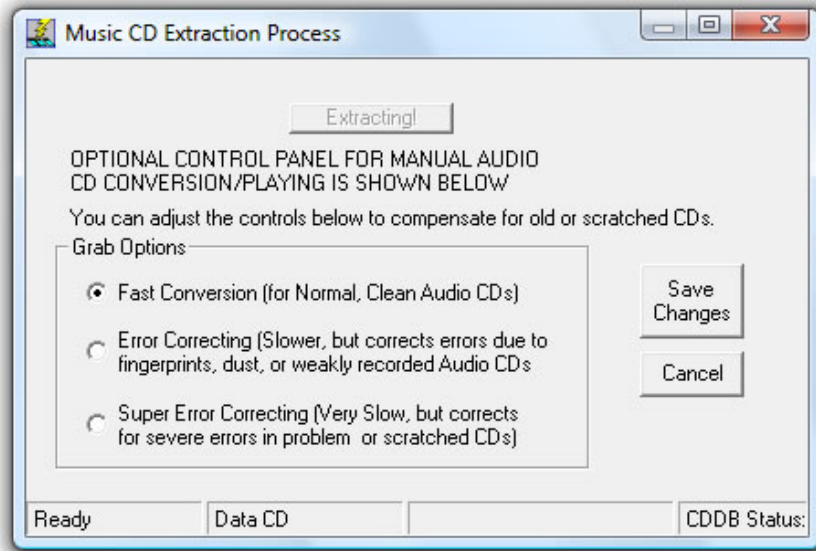 Music CD Extraction Process
Extracting!
OPTIONAL CONTROL PANEL FOR MANUAL AUDIO
CD CONVERSION/PLAYING IS SHOWN BELOW
You can adjust the controls below to compensate for old or scratched CDs.
Grab Options
Fast Conversion (for Normal, Clean Audio CDs)
Error Correcting (Slower, but corrects errors due to
fingerprints, dust, or weakly recorded Audio CDs
Super Error Correcting (Very Slow, but corrects
for severe errors in problem  or scratched CDs)
Save
Changes
Cancel
Ready
Data CD
CDDB Status: